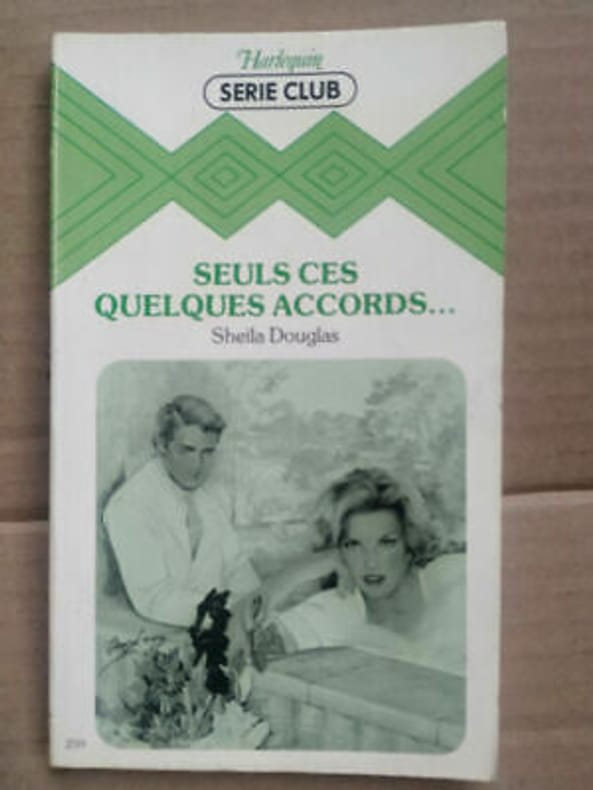 Harlequin
SERIE CLUB
SEULS CES
QUELQUES ACCORDS...
Sheila Douglas